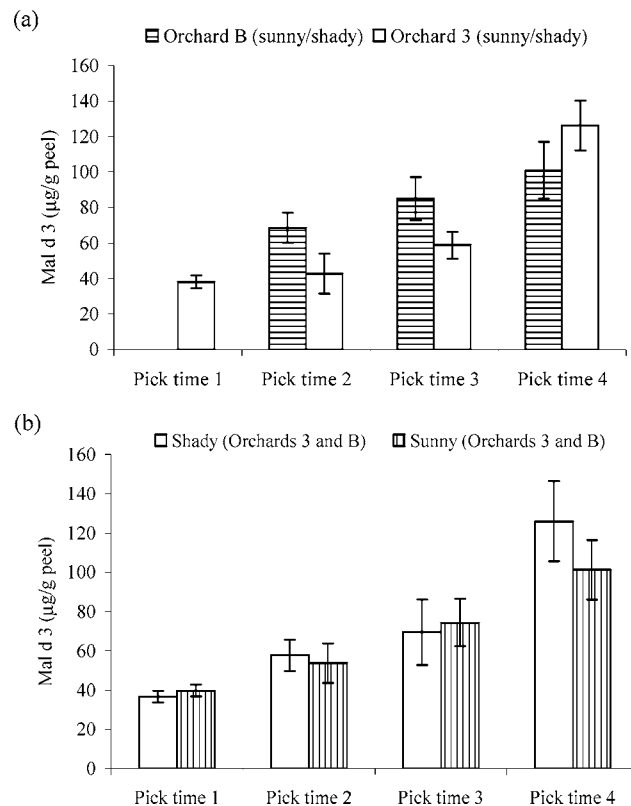 (a)
Orchard B (sunny/shady) Orchard 3 (sunny/shady)
Mal d 3 (µg/g peel)
160
140
120
100
80
60
40
20
0
Pick time 1 Pick time 2 Pick time 3 Pick time 4
(b)
Shady (Orchards 3 and B) Sunny (Orchards 3 and B)
Mal d 3 (µg/g peel)
160
140
120
100
80
60
40
20
0
Pick time 1 Pick time 2 Pick time 3 Pick time 4